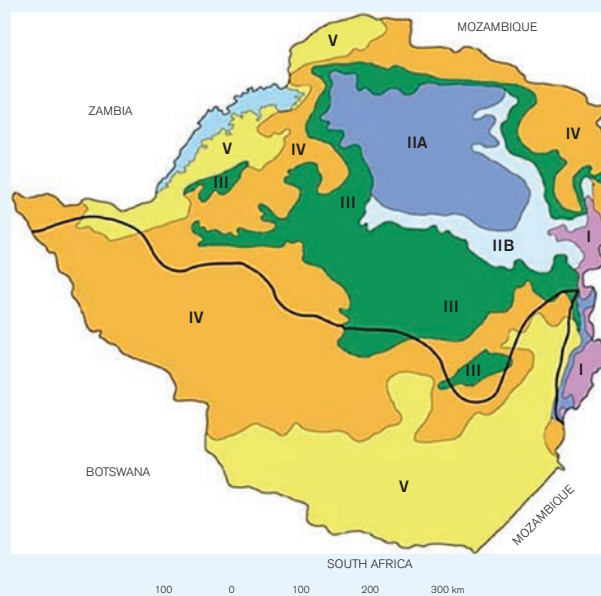 V
MOZAMBIQUE
ZAMBIA
IIA
IV
V
IV
III
III
I
IIB
IV
III
III
I
BOTSWANA
V
MOZAMBIQUE
SOUTH AFRICA
100 0 100 200 300 km